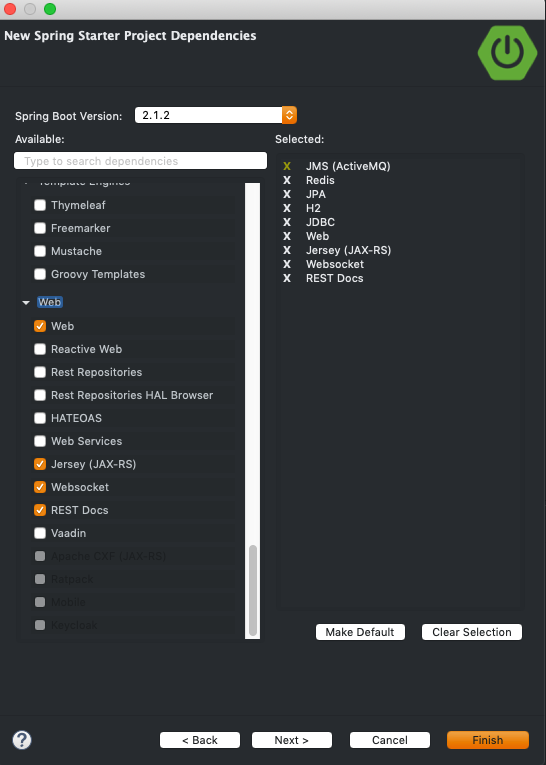 New Spring Starter Project Dependencies
Spring Boot Version: 2.1.2
Available:
Type to search dependencies
Template Engines
Thymeleaf
Freemarker
Mustache
Groovy Templates
Web
Web
Reactive Web
Rest Repositories
Rest Repositories HAL Browser
HATEOAS
Web Services
Jersey (JAX-RS)
Websocket
REST Docs
Vaadin
Apache CXF (JAX-RS)
Ratpack
Mobile
Keycloak
Selected:
X JMS (ActiveMQ)
X Redis
X JPA
X H2
X JDBC
X Web
X Jersey (JAX-RS)
X Websocket
X REST Docs
Make Default
Clear Selection
?
< Back
Next >
Cancel
Finish